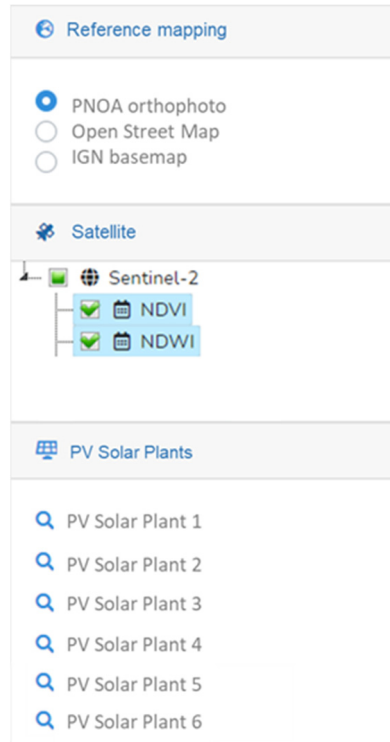 Reference mapping
PNOA orthophoto
Open Street Map
IGN basemap
Satellite
Sentinel-2
NDVI
NDWI
PV Solar Plants
PV Solar Plant 1
PV Solar Plant 2
PV Solar Plant 3
PV Solar Plant 4
PV Solar Plant 5
PV Solar Plant 6